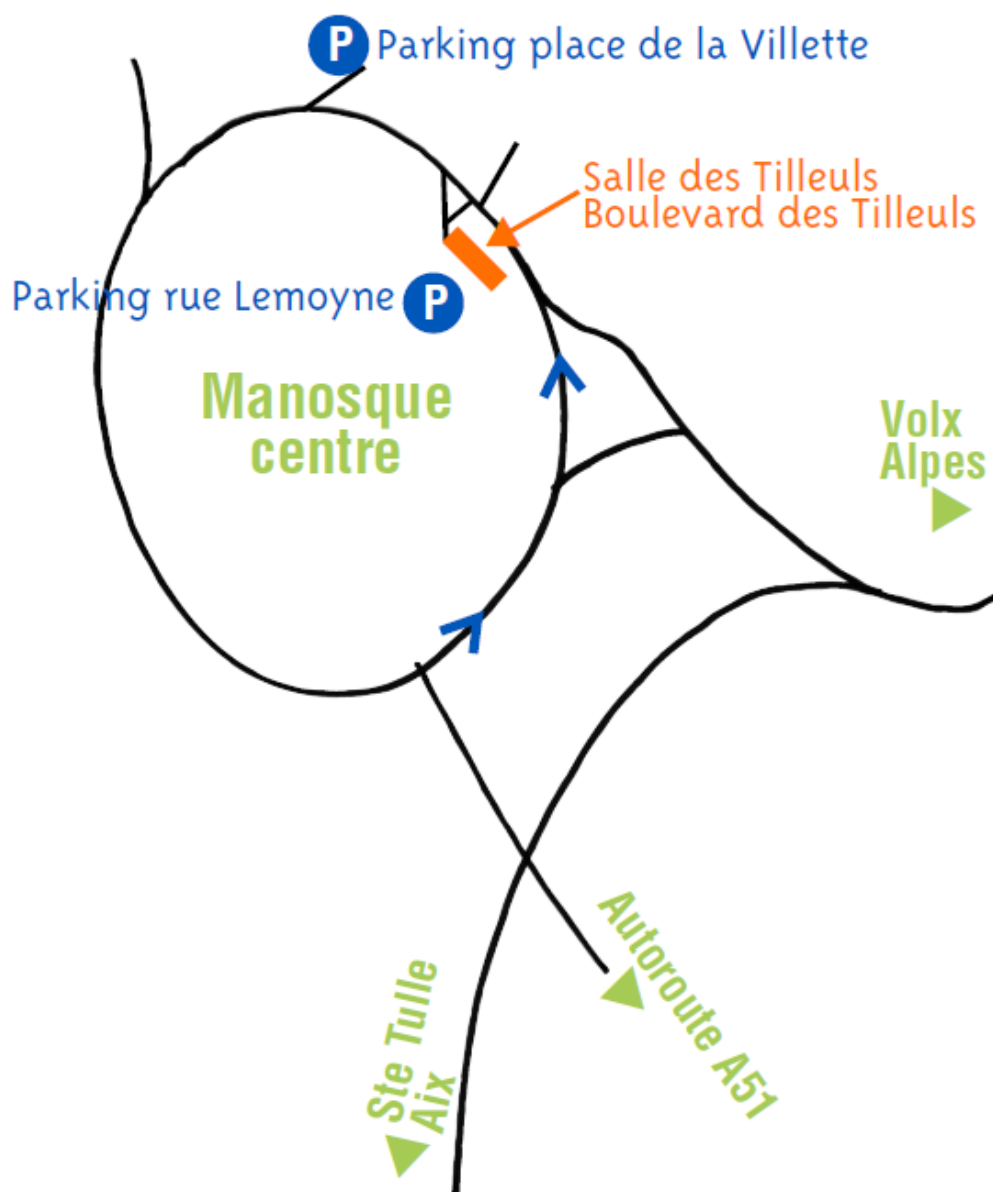 P Parking place de la Villette
Salle des Tilleuls
Boulevard des Tilleuls
Parking rue Lemoyne P
Manosque
centre
Volx
Alpes
Autoroute A51
Ste Tulle
Aix